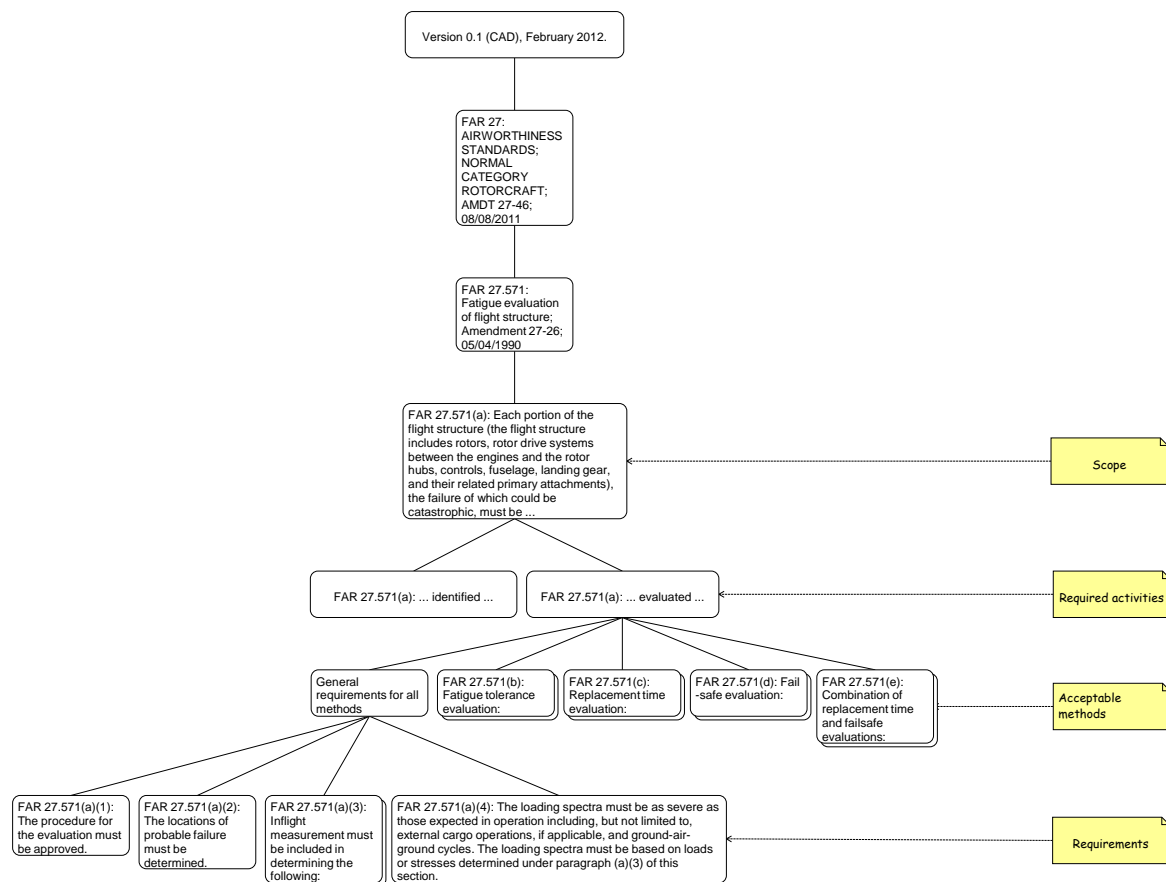 Version 0.1 (CAD), February 2012.
FAR 27:
AIRWORTHINESS
STANDARDS;
NORMAL
CATEGORY
ROTORCRAFT;
AMDT 27-46;
08/08/2011
FAR 27.571:
Fatigue evaluation
of flight structure;
Amendment 27-26;
05/04/1990
FAR 27.571(a): Each portion of the
flight structure (the flight structure
includes rotors, rotor drive systems
between the engines and the rotor
hubs, controls, fuselage, landing gear,
and their related primary attachments),
the failure of which could be
catastrophic, must be ...
Scope
FAR 27.571(a): ... identified ...
FAR 27.571(a): ... evaluated ...
Required activities
General
requirements for all
methods
FAR 27.571(b):
Fatigue tolerance
evaluation:
FAR 27.571(c):
Replacement time
evaluation:
FAR 27.571(d): Fail
-safe evaluation:
FAR 27.571(e):
Combination of
replacement time
and failsafe
evaluations:
Acceptable
methods
FAR 27.571(a)(1):
The procedure for
the evaluation must
be approved.
FAR 27.571(a)(2):
The locations of
probable failure
must be
determined.
FAR 27.571(a)(3):
Inflight
measurement must
be included in
determining the
following:
FAR 27.571(a)(4): The loading spectra must be as severe as
those expected in operation including, but not limited to,
external cargo operations, if applicable, and ground-air-
ground cycles. The loading spectra must be based on loads
or stresses determined under paragraph (a)(3) of this
section.
Requirements